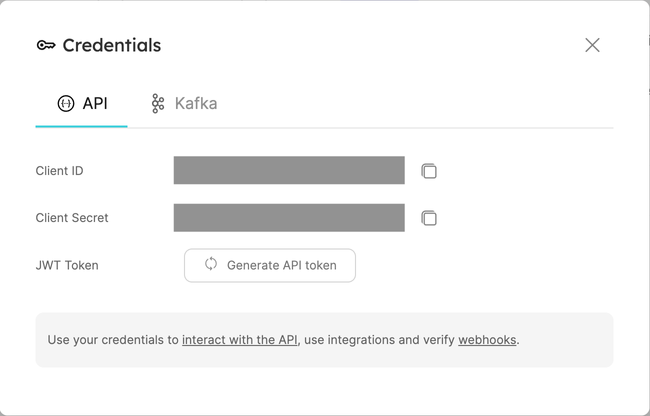 Credentials
API
Kafka
Client ID
Client Secret
JWT Token
Generate API token
Use your credentials to interact with the API, use integrations and verify webhooks.